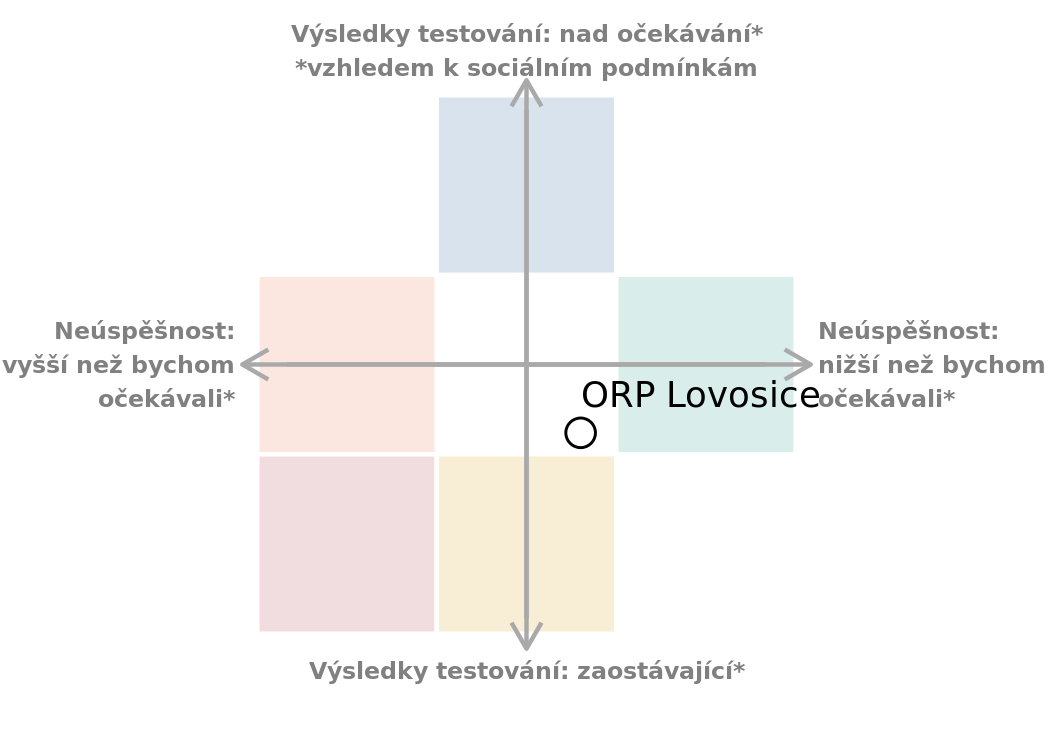 Výsledky testování: nad očekávání*
*vzhledem k sociálním podmínkám
Neúspěšnost:
vyšší než bychom
očekávali*
Neúspěšnost:
nižší než bychom
očekávali*
ORP Lovosice
Výsledky testování: zaostávající*